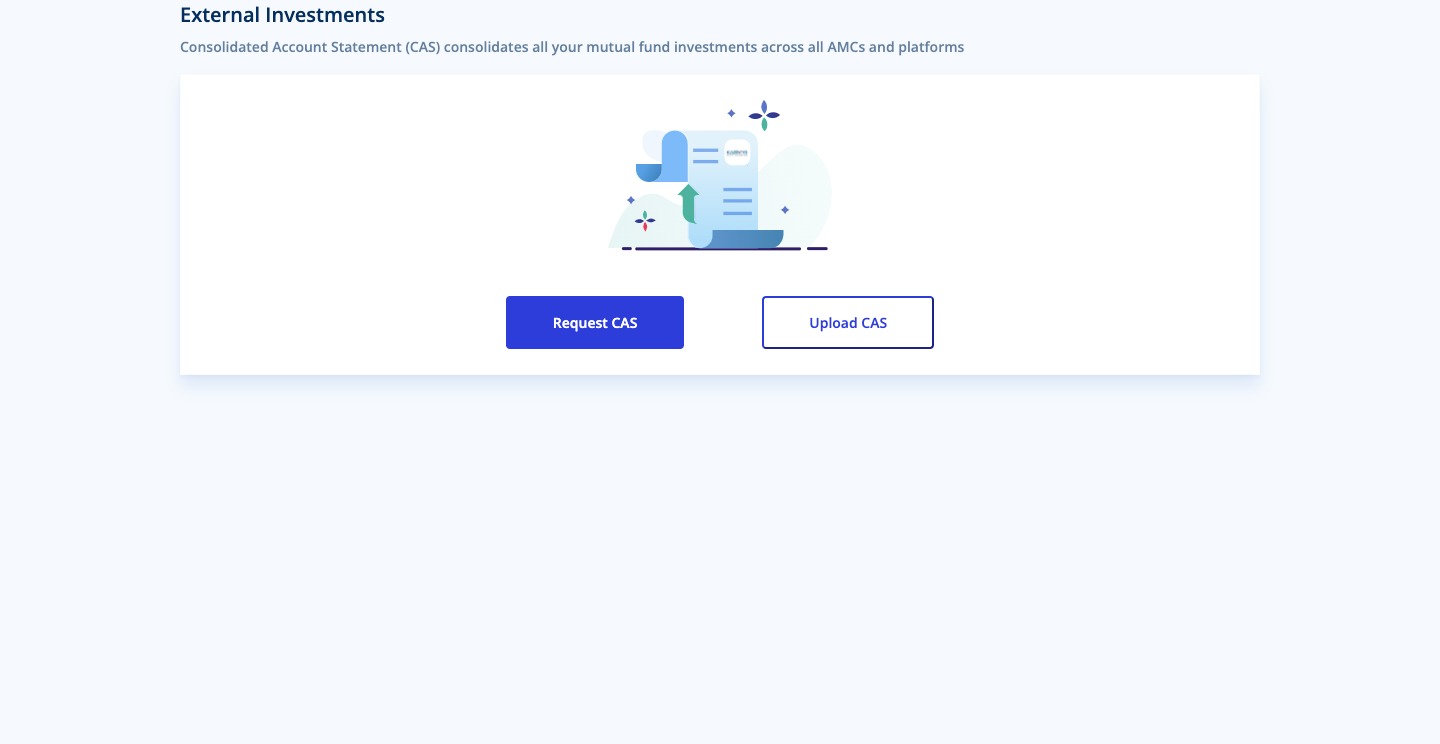 External Investments
Consolidated Account Statement (CAS) consolidates all your mutual fund investments across all AMCs and platforms
Request CAS
Upload CAS